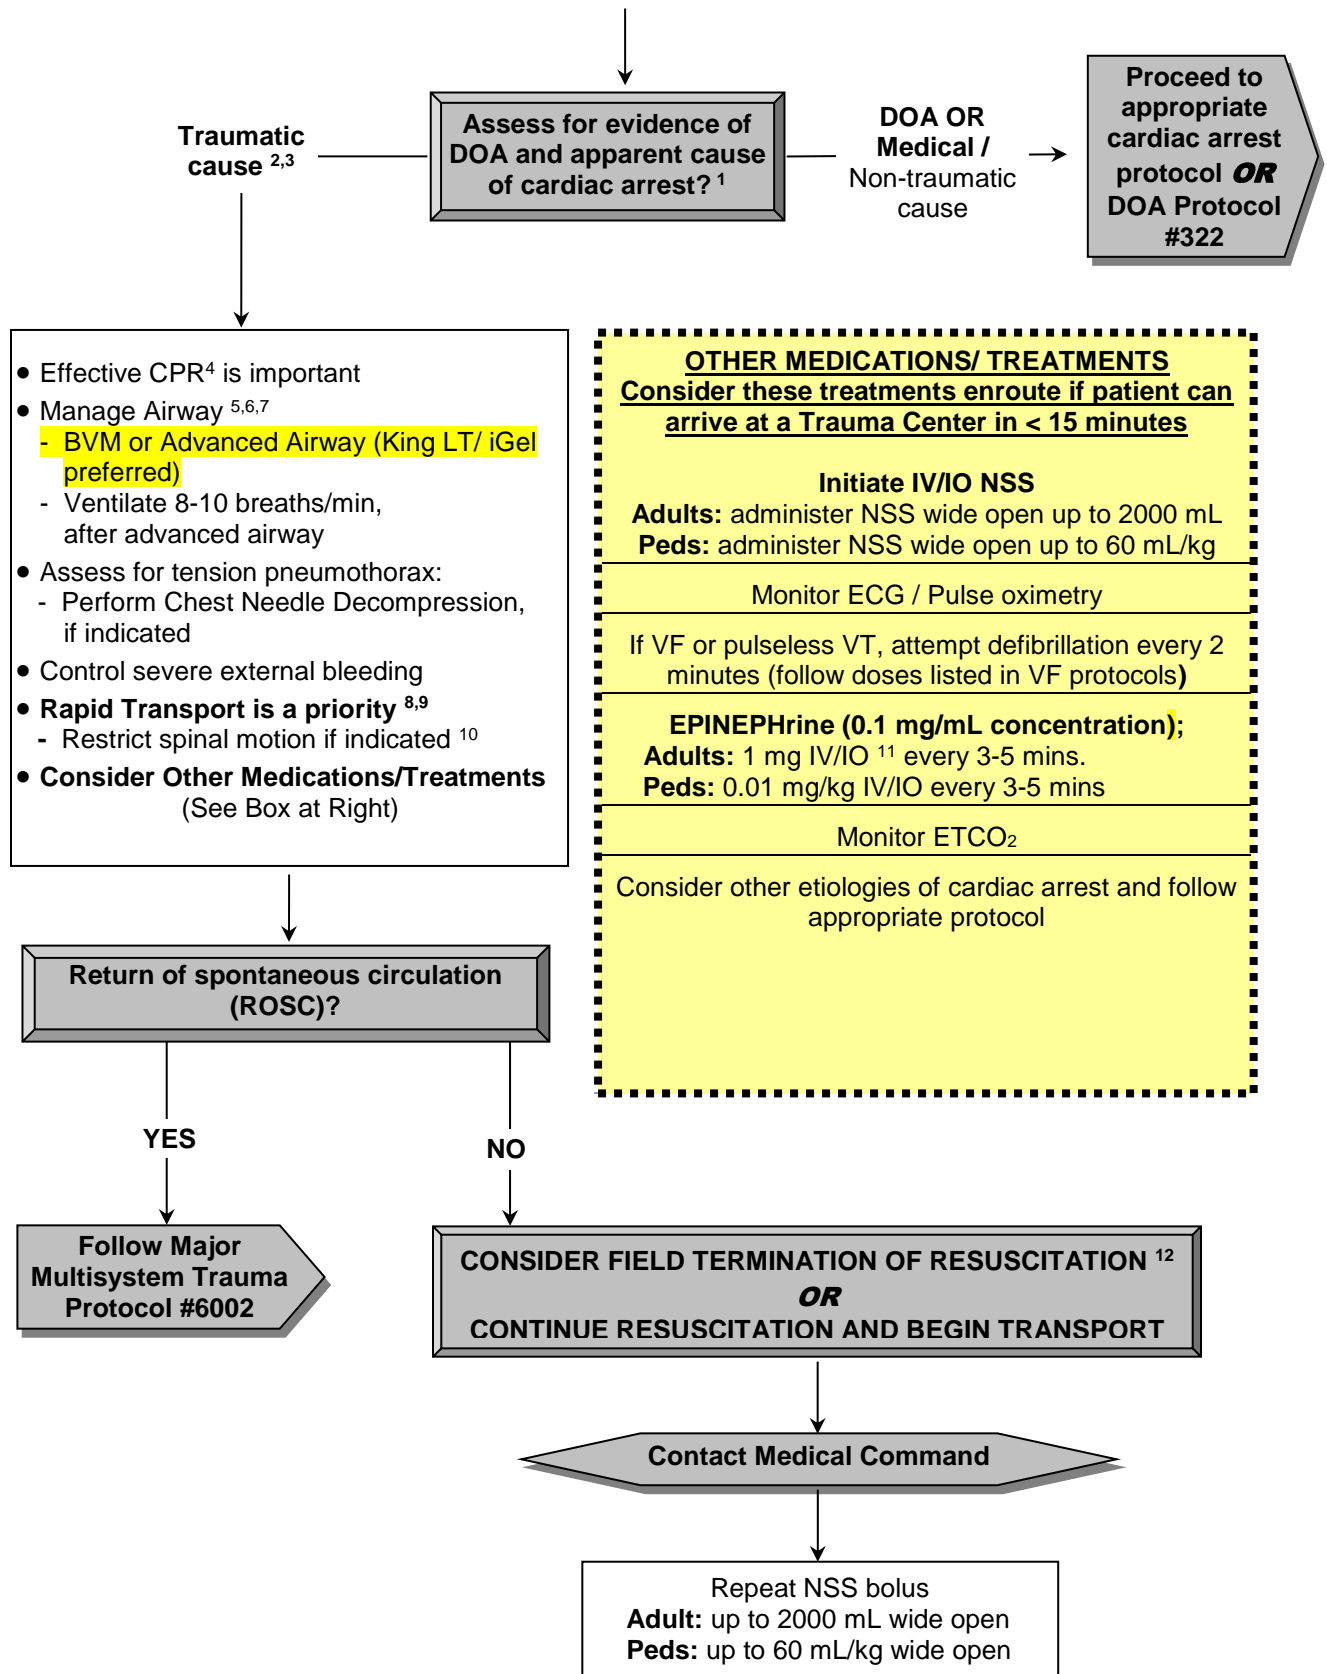 Traumatic
cause 2,3
Assess for evidence of
DOA and apparent cause
of cardiac arrest? 1
DOA OR
Medical /
Non-traumatic
cause
Proceed to
appropriate
cardiac arrest
protocol OR
DOA Protocol
#322
• Effective CPR4 is important
• Manage Airway 5,6,7
- BVM or Advanced Airway (King LT/ iGel
preferred)
- Ventilate 8-10 breaths/min,
after advanced airway
• Assess for tension pneumothorax:
- Perform Chest Needle Decompression,
if indicated
• Control severe external bleeding
• Rapid Transport is a priority 8,9
- Restrict spinal motion if indicated 10
• Consider Other Medications/Treatments
(See Box at Right)
OTHER MEDICATIONS/ TREATMENTS
Consider these treatments enroute if patient can
arrive at a Trauma Center in < 15 minutes
Initiate IV/IO NSS
Adults: administer NSS wide open up to 2000 mL
Peds: administer NSS wide open up to 60 mL/kg
Monitor ECG / Pulse oximetry
If VF or pulseless VT, attempt defibrillation every 2
minutes (follow doses listed in VF protocols)
EPINEPHrine (0.1 mg/mL concentration);
Adults: 1 mg IV/IO 11 every 3-5 mins.
Peds: 0.01 mg/kg IV/IO every 3-5 mins
Monitor ETCO2
Consider other etiologies of cardiac arrest and follow
appropriate protocol
Return of spontaneous circulation
(ROSC)?
YES
NO
Follow Major
Multisystem Trauma
Protocol #6002
CONSIDER FIELD TERMINATION OF RESUSCITATION 12
OR
CONTINUE RESUSCITATION AND BEGIN TRANSPORT
Contact Medical Command
Repeat NSS bolus
Adult: up to 2000 mL wide open
Peds: up to 60 mL/kg wide open